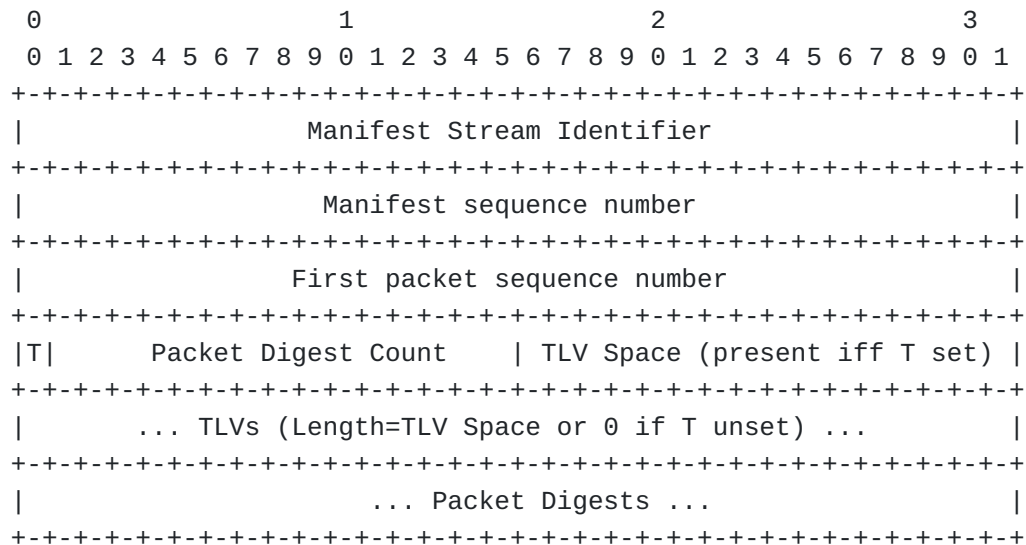 0                   1                   2                   3
 0 1 2 3 4 5 6 7 8 9 0 1 2 3 4 5 6 7 8 9 0 1 2 3 4 5 6 7 8 9 0 1
+-+-+-+-+-+-+-+-+-+-+-+-+-+-+-+-+-+-+-+-+-+-+-+-+-+-+-+-+-+-+-+-+
|                  Manifest Stream Identifier                   |
+-+-+-+-+-+-+-+-+-+-+-+-+-+-+-+-+-+-+-+-+-+-+-+-+-+-+-+-+-+-+-+-+
|                   Manifest sequence number                    |
+-+-+-+-+-+-+-+-+-+-+-+-+-+-+-+-+-+-+-+-+-+-+-+-+-+-+-+-+-+-+-+-+
|                 First packet sequence number                  |
+-+-+-+-+-+-+-+-+-+-+-+-+-+-+-+-+-+-+-+-+-+-+-+-+-+-+-+-+-+-+-+-+
|T|      Packet Digest Count    | TLV Space (present iff T set) |
+-+-+-+-+-+-+-+-+-+-+-+-+-+-+-+-+-+-+-+-+-+-+-+-+-+-+-+-+-+-+-+-+
|       ... TLVs (Length=TLV Space or 0 if T unset) ...         |
+-+-+-+-+-+-+-+-+-+-+-+-+-+-+-+-+-+-+-+-+-+-+-+-+-+-+-+-+-+-+-+-+
|                      ... Packet Digests ...                   |
+-+-+-+-+-+-+-+-+-+-+-+-+-+-+-+-+-+-+-+-+-+-+-+-+-+-+-+-+-+-+-+-+